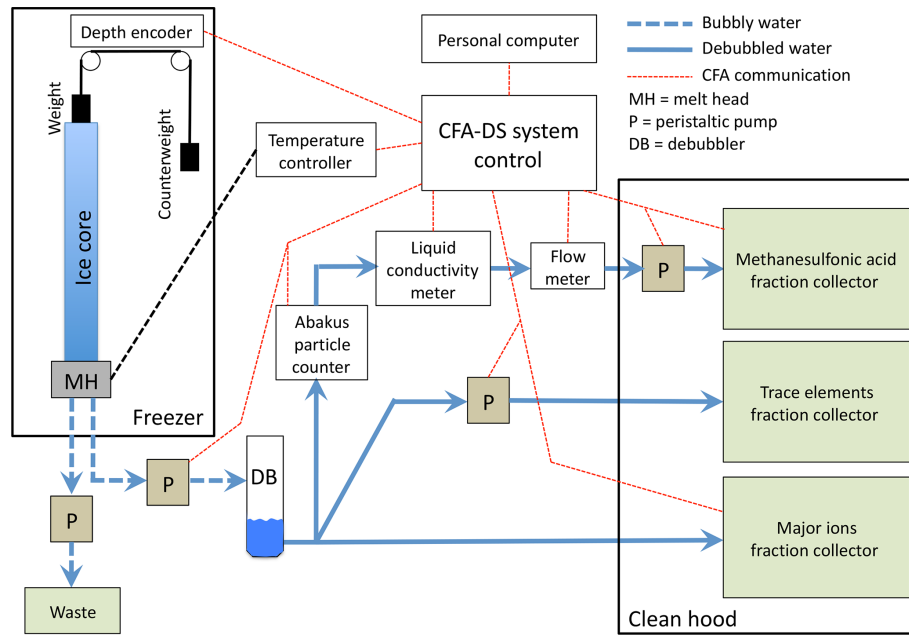 Depth encoder
Weight
Counterweight
Ice core
MH
Freezer
Temperature
controller
Personal computer
CFA-DS system
control
Bubbly water
Debubbled water
CFA communication
MH = melt head
P = peristaltic pump
DB = debubbler
Liquid
conductivity
meter
Flow
meter
P
Methanesulfonic acid
fraction collector
Abakus
particle
counter
P
Trace elements
fraction collector
P
P
DB
Major ions
fraction collector
Waste
Clean hood